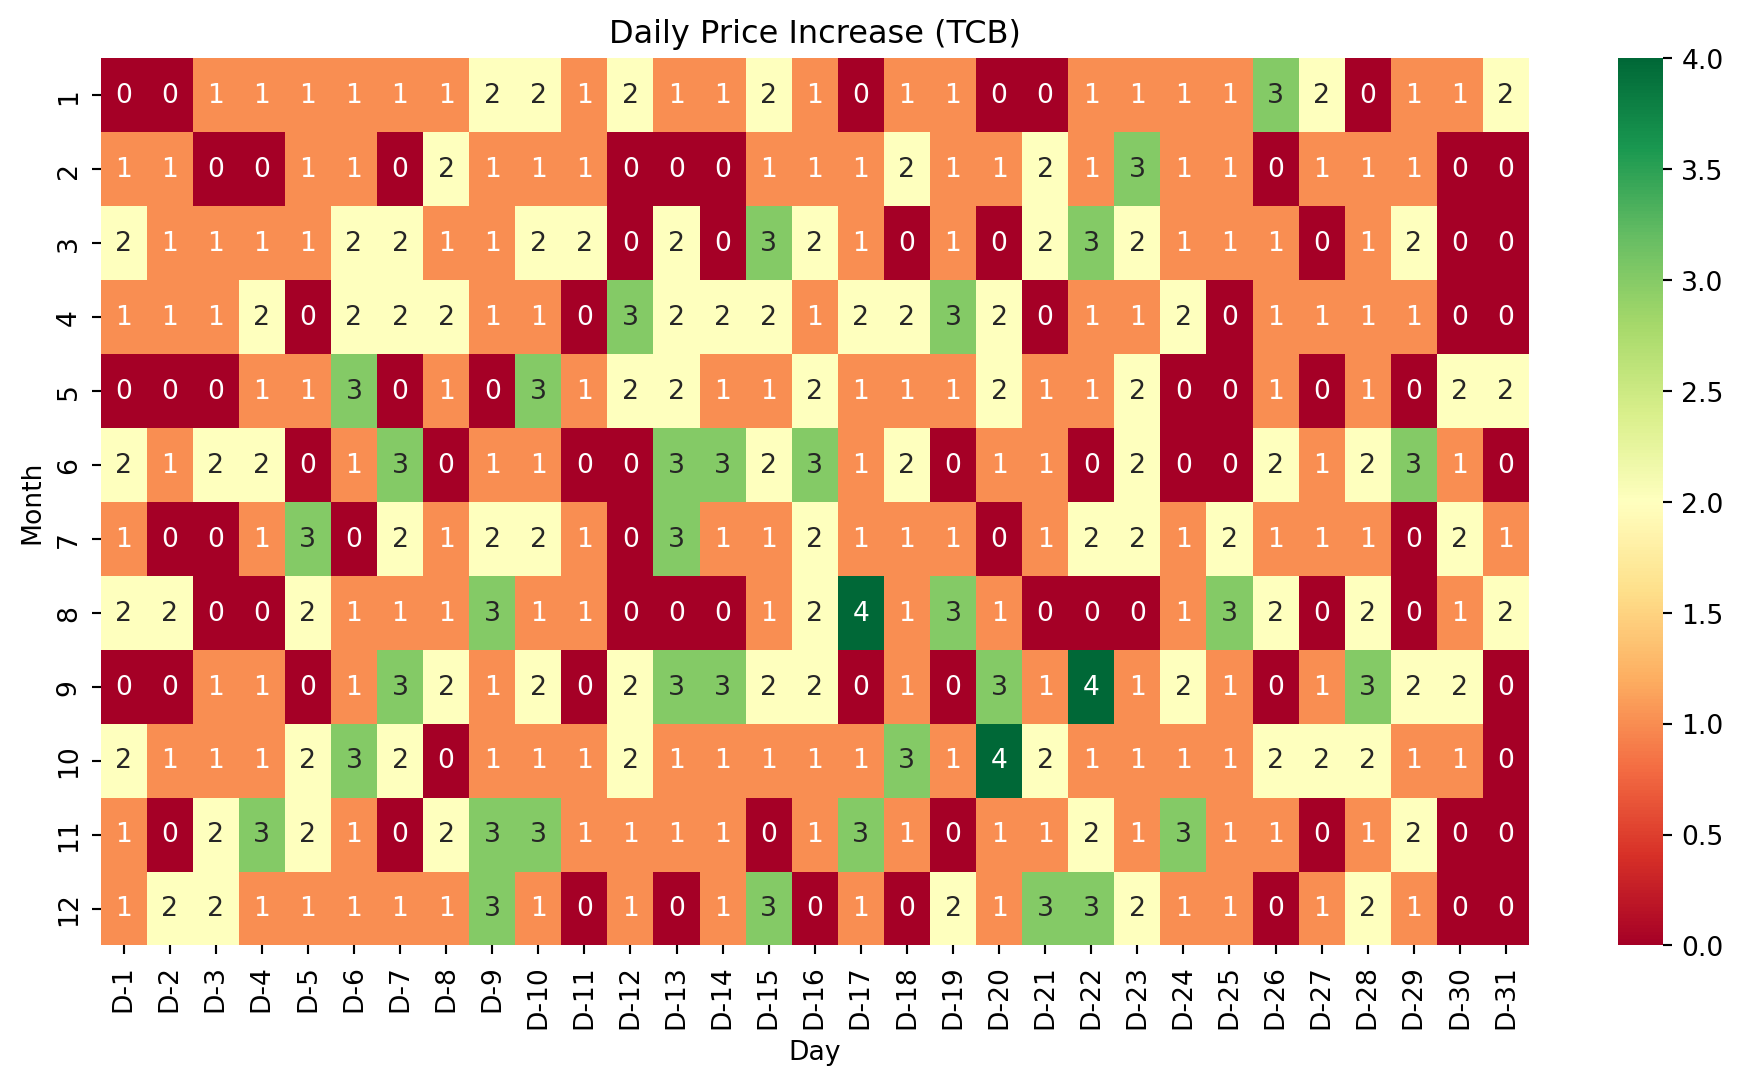 Daily Price Increase (TCB)
1 0 0 1 1 1 1 1 1 2 2 1 2 1 1 2 1 0 1 1 0 0 1 1 1 1 3 2 0 1 1 2
2 1 1 0 0 1 1 0 2 1 1 1 0 0 0 1 1 1 2 1 1 2 1 3 1 1 0 1 1 1 0 0
3 2 1 1 1 1 2 2 1 1 2 2 0 2 0 3 2 1 0 1 0 2 3 2 1 1 1 0 1 2 0 0
4 1 1 1 2 0 2 2 2 1 1 0 3 2 2 2 1 2 2 3 2 0 1 1 2 0 1 1 1 1 0 0
5 0 0 0 1 1 3 0 1 0 3 1 2 2 1 1 2 1 1 1 2 1 1 2 0 0 1 0 1 0 2 2
6 2 1 2 2 0 1 3 0 1 1 0 0 3 3 2 3 1 2 0 1 1 0 2 0 0 2 1 2 3 1 0
7 1 0 0 1 3 0 2 1 2 2 1 0 3 1 1 2 1 1 1 0 1 2 2 1 2 1 1 1 0 2 1
8 2 2 0 0 2 1 1 1 3 1 1 0 0 0 1 2 4 1 3 1 0 0 0 1 3 2 0 2 0 1 2
9 0 0 1 1 0 1 3 2 1 2 0 2 3 3 2 2 0 1 0 3 1 4 1 2 1 0 1 3 2 2 0
10 2 1 1 1 2 3 2 0 1 1 1 2 1 1 1 1 1 3 1 4 2 1 1 1 1 2 2 2 1 1 0
11 1 0 2 3 2 1 0 2 3 3 1 1 1 1 0 1 3 1 0 1 1 2 1 3 1 1 0 1 2 0 0
12 1 2 2 1 1 1 1 1 3 1 0 1 0 1 3 0 1 0 2 1 3 3 2 1 1 0 1 2 1 0 0
D-1 D-2 D-3 D-4 D-5 D-6 D-7 D-8 D-9 D-10 D-11 D-12 D-13 D-14 D-15 D-16 D-17 D-18 D-19 D-20 D-21 D-22 D-23 D-24 D-25 D-26 D-27 D-28 D-29 D-30 D-31
Day
Month
4.0
3.5
3.0
2.5
2.0
1.5
1.0
0.5
0.0